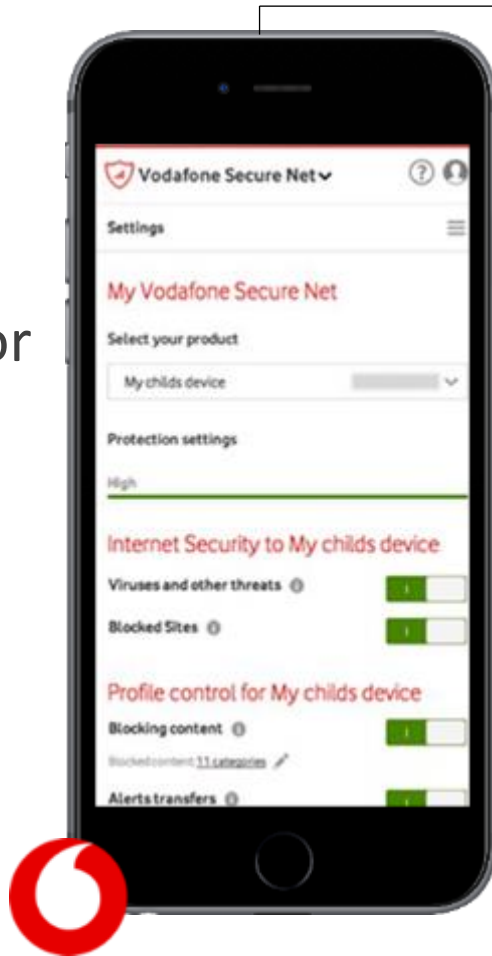 Vodafone Secure Net
Settings
My Vodafone Secure Net
or
Select your product
My childs device
Protection settings
High
Internet Security to My childs device
Viruses and other threats
Blocked Sites
Profile control for My childs device
Blocking content
Blocked content 11 categories
Alerts transfers